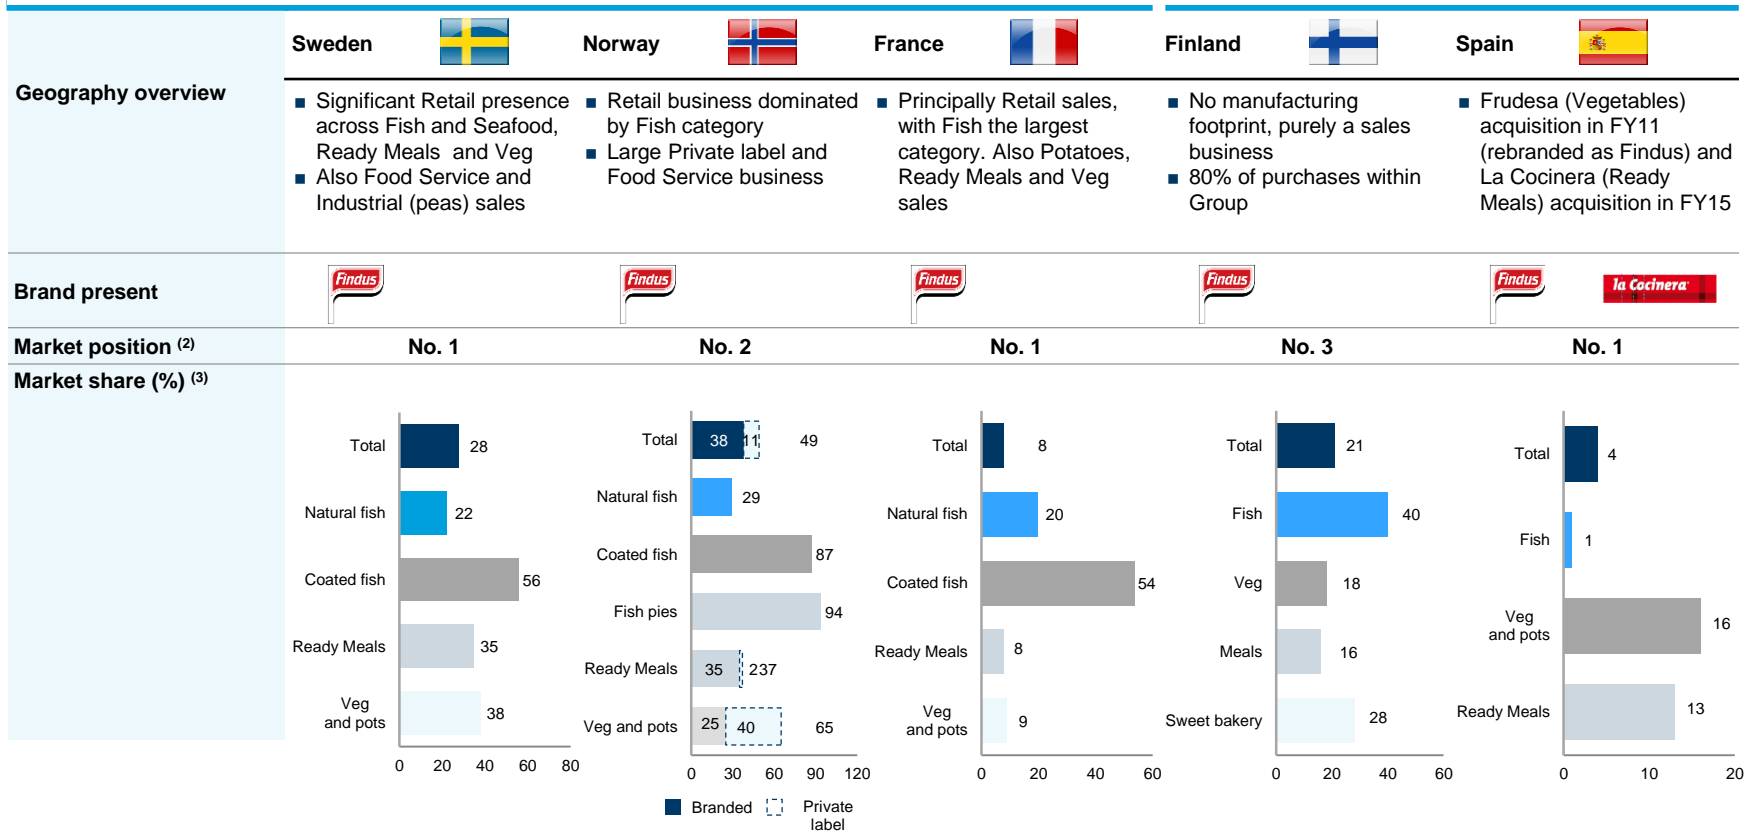 Sweden
Norway
France
Finland
Spain
Geography overview
■ Significant Retail presence
across Fish and Seafood,
Ready Meals and Veg
■ Also Food Service and
Industrial (peas) sales
■ Retail business dominated
by Fish category
■ Large Private label and
Food Service business
■ Principally Retail sales,
with Fish the largest
category. Also Potatoes,
Ready Meals and Veg
sales
■ No manufacturing
footprint, purely a sales
business
■ 80% of purchases within
Group
■ Frudesa (Vegetables)
acquisition in FY11
(rebranded as Findus) and
La Cocinera (Ready
Meals) acquisition in FY15
Brand present
Findus
Findus
Findus
Findus
Findus
la Cocinera
Market position (2)
No. 1
No. 2
No. 1
No. 3
No. 1
Market share (%) (3)
Total 28
Natural fish 22
Coated fish 56
Ready Meals 35
Veg
and pots 38
0 20 40 60 80
Total 38 11 49
Natural fish 29
Coated fish 87
Fish pies 94
Ready Meals 35 237
Veg and pots 25 40 65
0 30 60 90 120
Branded
Private
label
Total 8
Natural fish 20
Coated fish 54
Ready Meals 8
Veg
and pots 9
0 20 40 60
Total 21
Fish 40
Veg 18
Meals 16
Sweet bakery 28
0 20 40 60
Total 4
Fish 1
Veg
and pots 16
Ready Meals 13
0 10 20